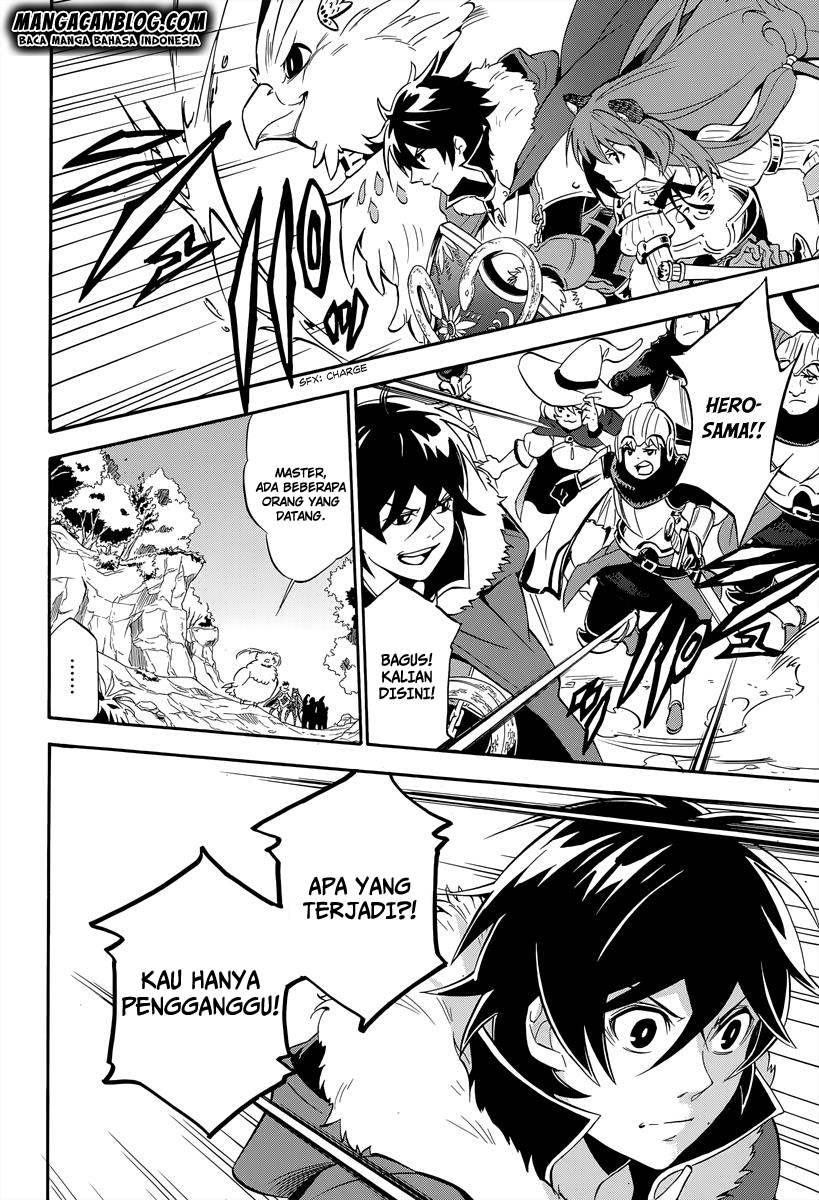 MANGACANBLOG.COM
BACA MANGA BAHASA INDONESIA
SFX: CHARGE
HERO-
SAMA!!
BAGUS!
KALIAN
DISINI!
MASTER,
ADA BEBERAPA
ORANG YANG
DATANG.
......
APA YANG
TERJADI?!
KAU HANYA
PENGGANGGU!